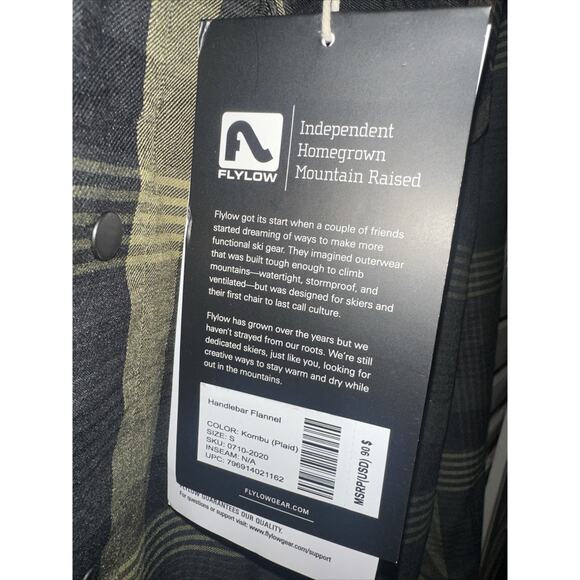 FLYLOW
Independent
Homegrown
Mountain Raised
Flylow got its start when a couple of friends
started dreaming of ways to make more
functional ski gear. They imagined outerwear
that was built tough enough to climb
mountains—watertight, stormproof, and
ventilated—but was designed for skiers and
their first chair to last call culture.
Flylow has grown over the years but we
haven't strayed from our roots. We're still
dedicated skiers, just like you, looking for
creative ways to stay warm and dry while
out in the mountains.
Handlebar Flannel
COLOR: Kombu (Plaid)
SIZE: S
SKU: 0710-2020
INSEAM: N/A
UPC: 796914021162
MSRP(USD) 90 $
FLYLOWGEAR.COM
FLYLOW GUARANTEES OUR QUALITY.
For questions or support visit: www.flylowgear.com/support